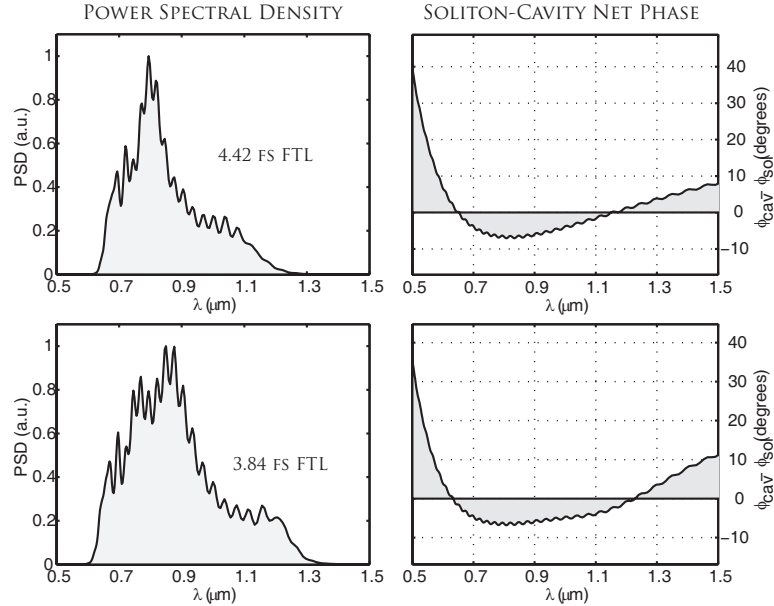 POWER SPECTRAL DENSITY
SOLITON-CAVITY NET PHASE
PSD (a.u.)
1
0.8
0.6
0.4
0.2
0
4.42 FS FTL
0.5 0.7 0.9 1.1 1.3 1.5
λ (μm)
40
30
20
10
0
−10
ϕcav- ϕsol(degrees)
0.5 0.7 0.9 1.1 1.3 1.5
λ (μm)
PSD (a.u.)
1
0.8
0.6
0.4
0.2
0
3.84 FS FTL
0.5 0.7 0.9 1.1 1.3 1.5
λ (μm)
40
30
20
10
0
−10
ϕcav- ϕsol(degrees)
0.5 0.7 0.9 1.1 1.3 1.5
λ (μm)